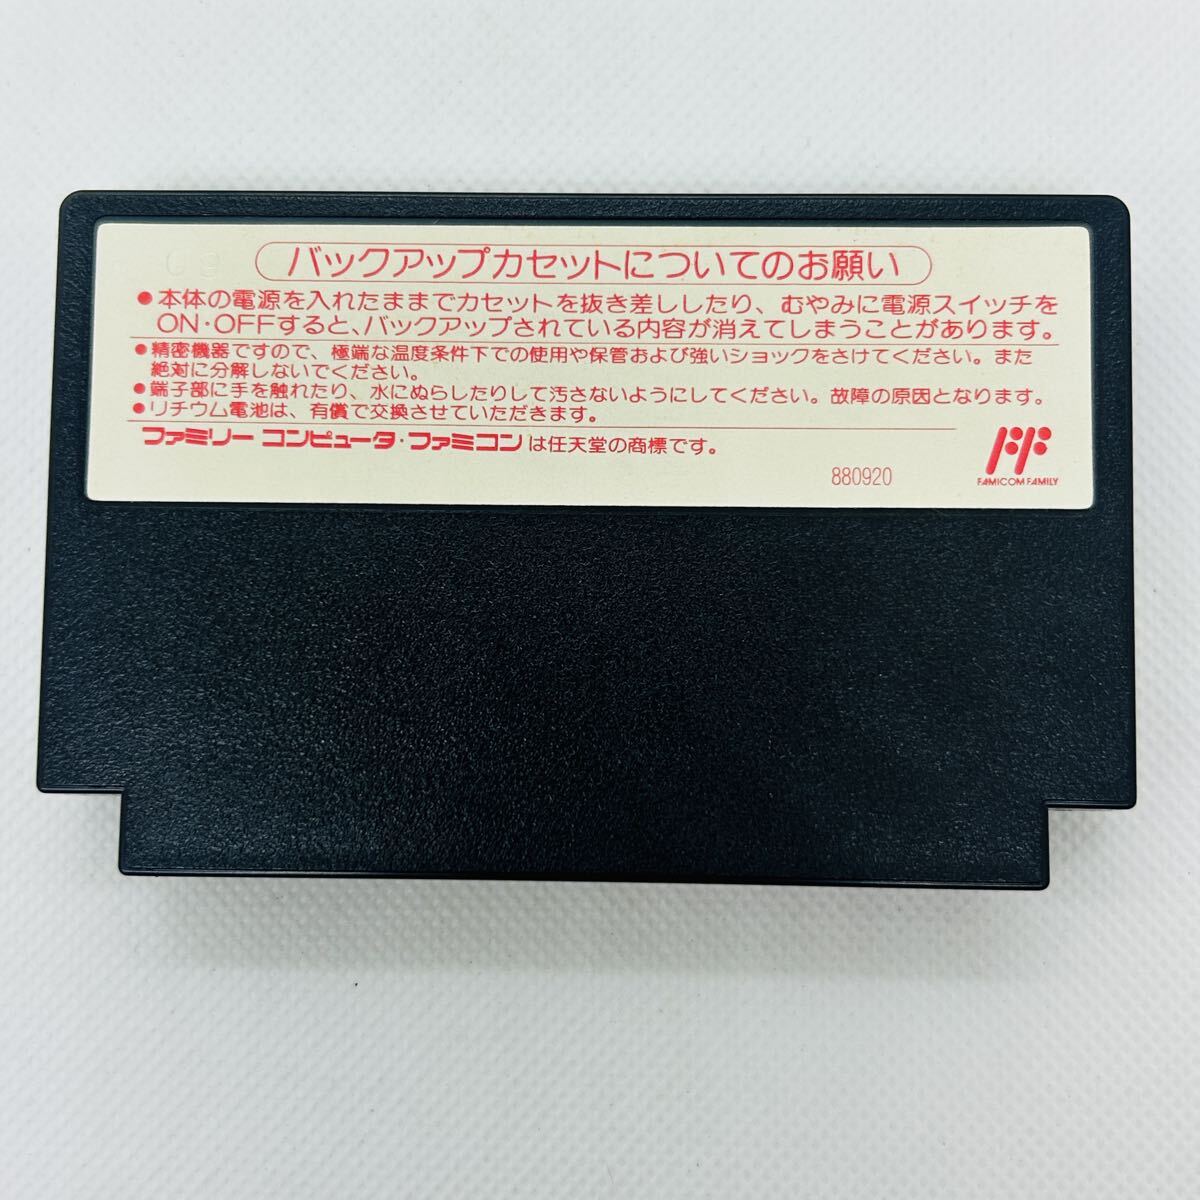 バックアップカセットについてのお願い
●本体の電源を入れたままでカセットを抜き差ししたり、むやみに電源スイッチを
ON・OFFすると、バックアップされている内容が消えてしまうことがあります。
●精密機器ですので、極端な温度条件下での使用や保管および強いショックをさけてください。また
絶対に分解しないでください。
●端子部に手を触れたり、水にぬらしたりして汚さないようにしてください。故障の原因となります。
●リチウム電池は、有償で交換させていただきます。
ファミリー コンピュータ・ファミコン は任天堂の商標です。
880920
FAMICOM FAMILY